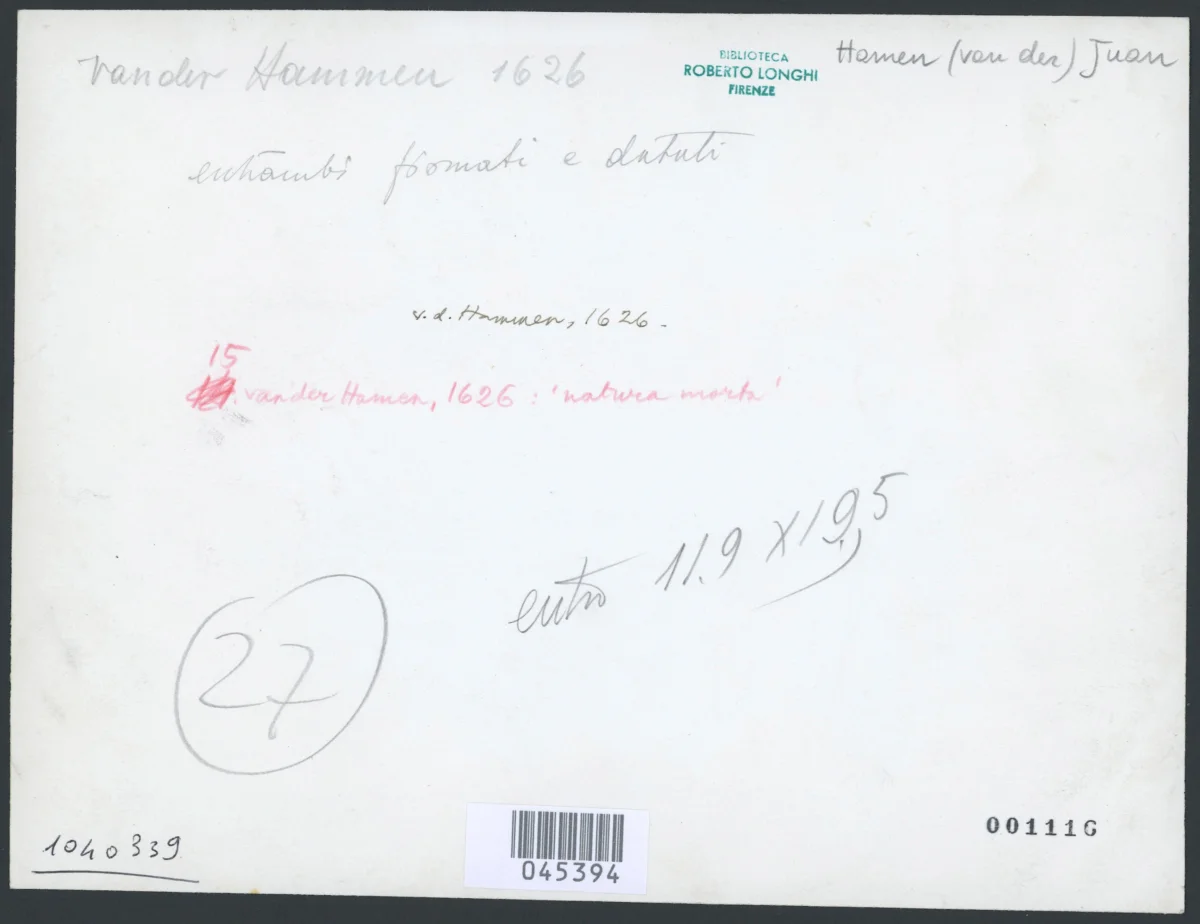 vander Hammen 1626
BIBLIOTECA
ROBERTO LONGHI
FIRENZE
Hamen (van der) Juan
entrambi firmati e datati
v.d. Hammen, 1626.
15
vander Hamen, 1626 : 'natura morta'
entro 11.9 X 19,5
27
1040339
045394
001116